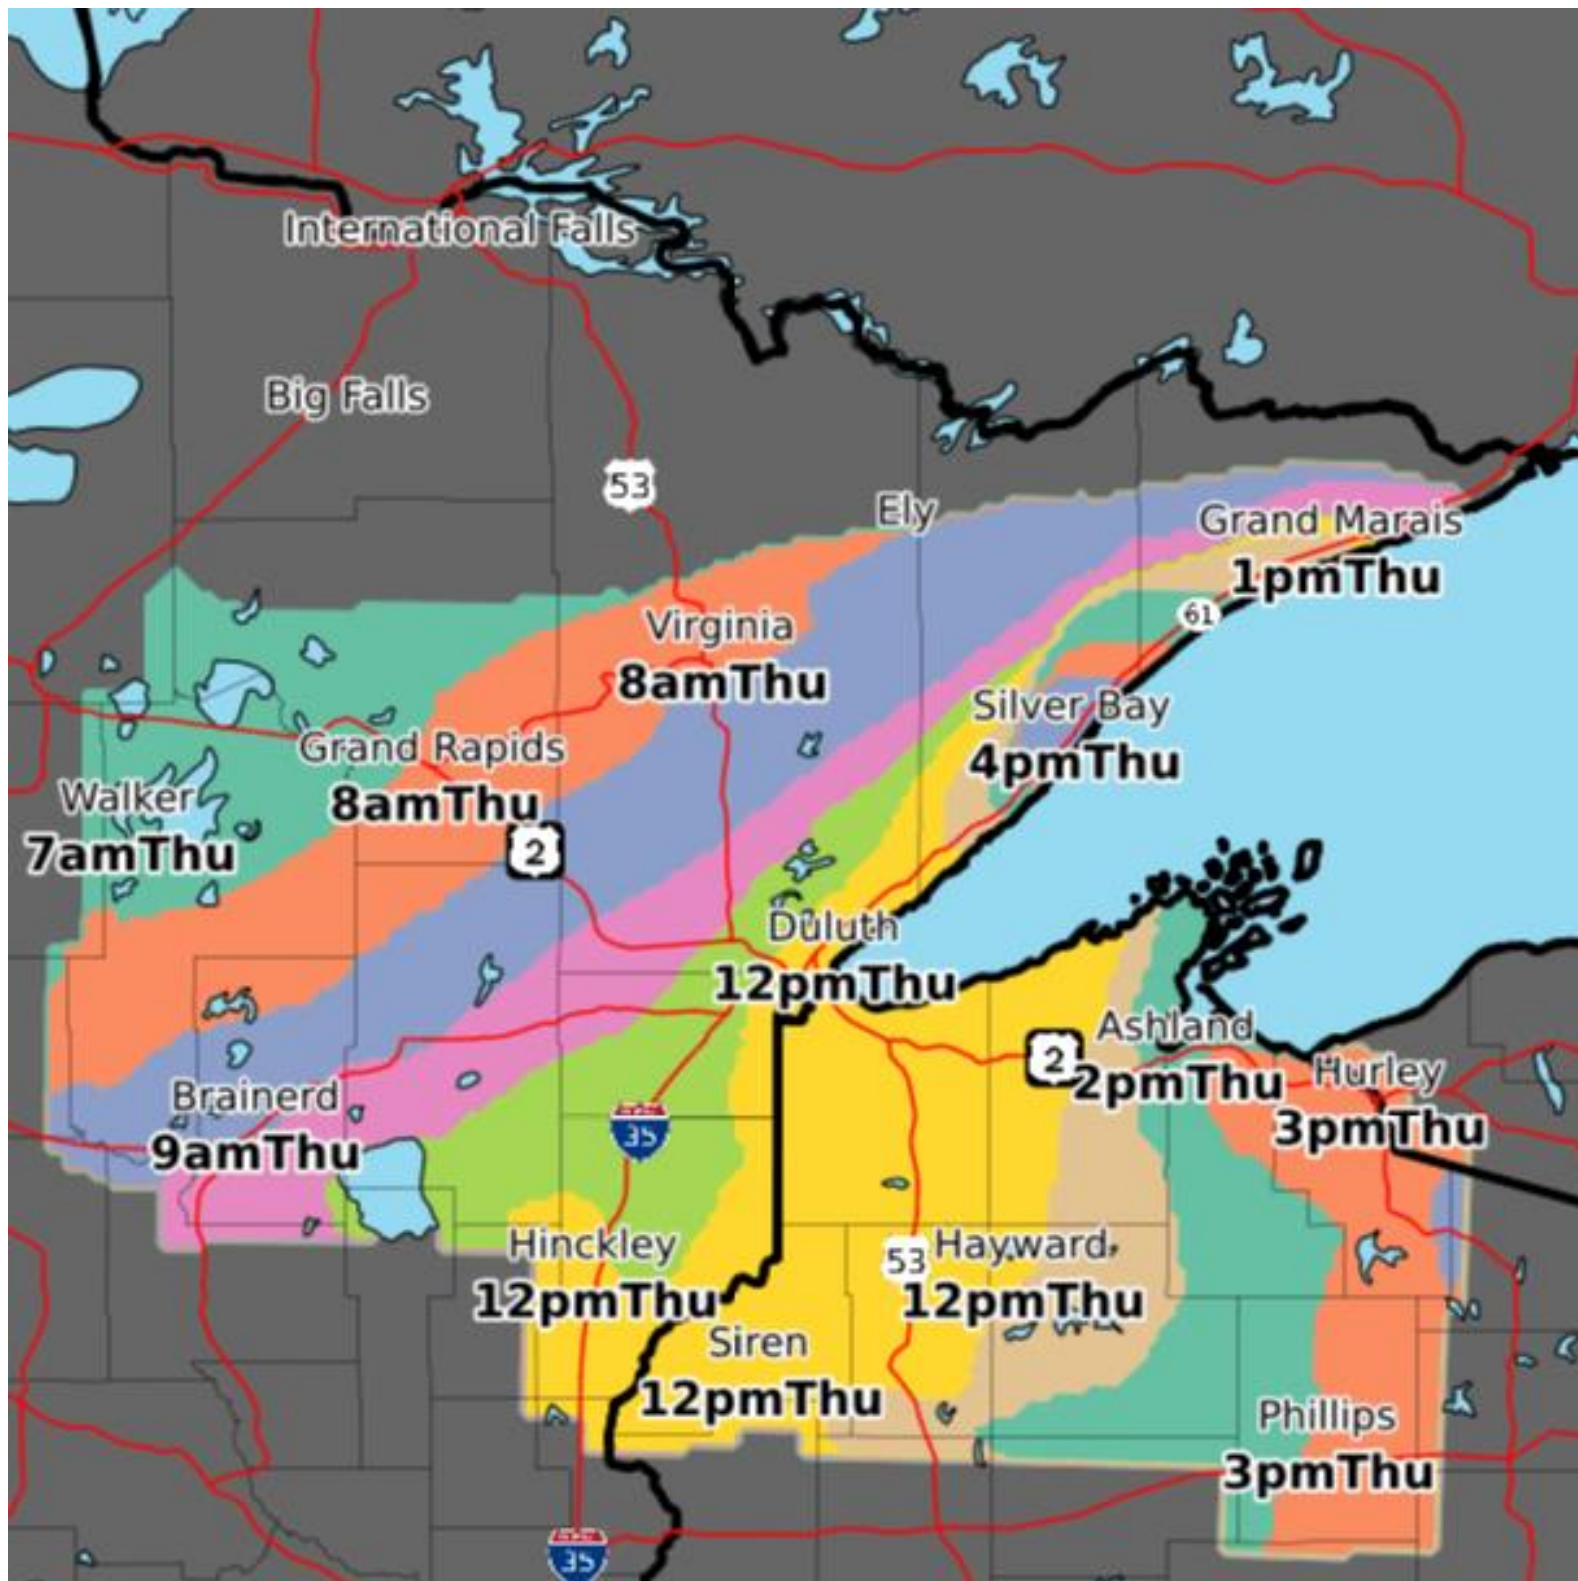 International Falls
Big Falls
53
Ely
Grand Marais
1pmThu
61
Virginia
8amThu
Silver Bay
4pmThu
Grand Rapids
8amThu
Walker
7amThu
2
Duluth
12pmThu
Ashland
2pmThu
2
Hurley
3pmThu
Brainerd
9amThu
35
Hinckley
12pmThu
53
Hayward
12pmThu
Siren
12pmThu
Phillips
3pmThu
35